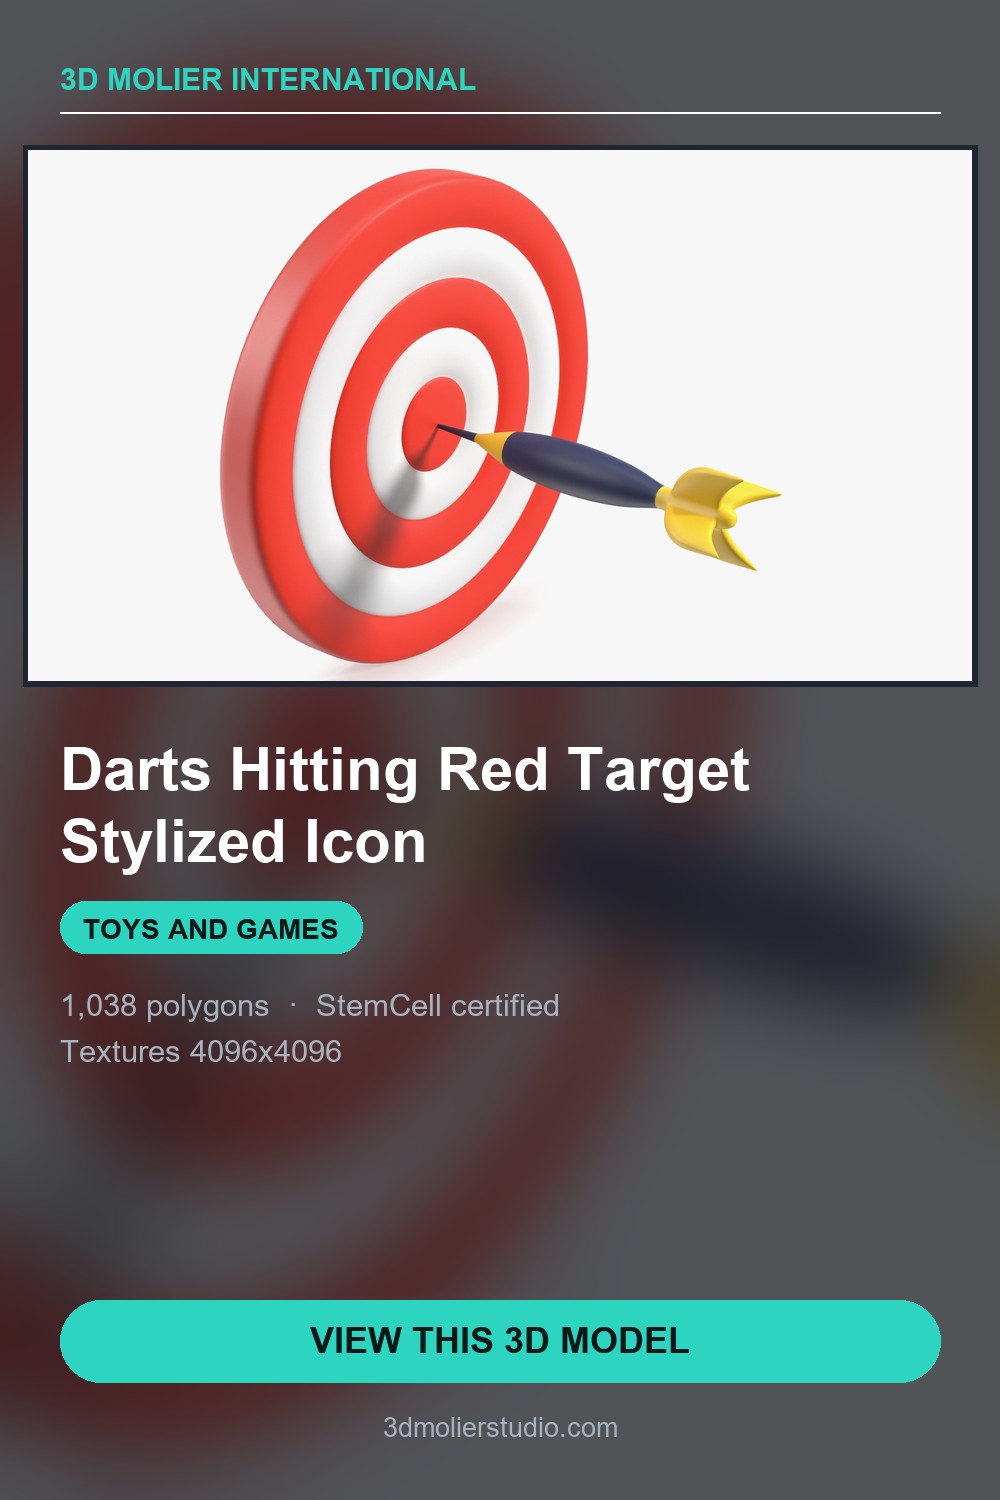 3D MOLIER INTERNATIONAL
Darts Hitting Red Target
Stylized Icon
TOYS AND GAMES
1,038 polygons · StemCell certified
Textures 4096x4096
VIEW THIS 3D MODEL
3dmolierstudio.com